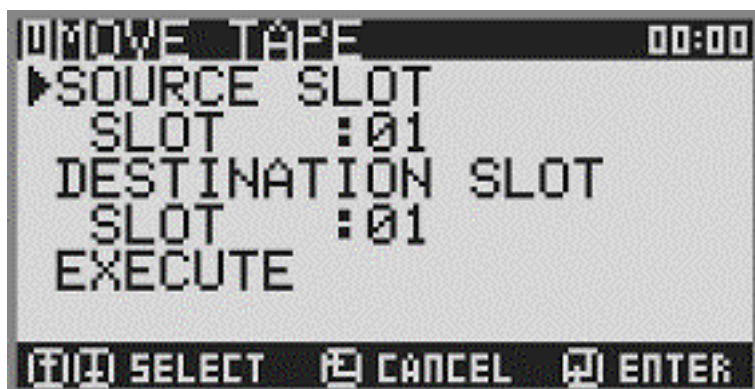 MOVE TAPE 00:00
▶SOURCE SLOT
SLOT :01
DESTINATION SLOT
SLOT :01
EXECUTE
[↑][↓] SELECT [↰] CANCEL [↲] ENTER